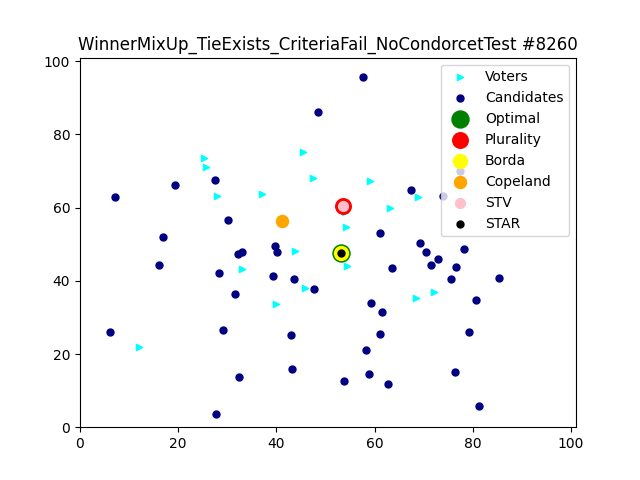 WinnerMixUp_TieExists_CriteriaFail_NoCondorcetTest #8260
100
80
60
40
20
0
0
20
40
60
80
100
Voters
Candidates
Optimal
Plurality
Borda
Copeland
STV
STAR